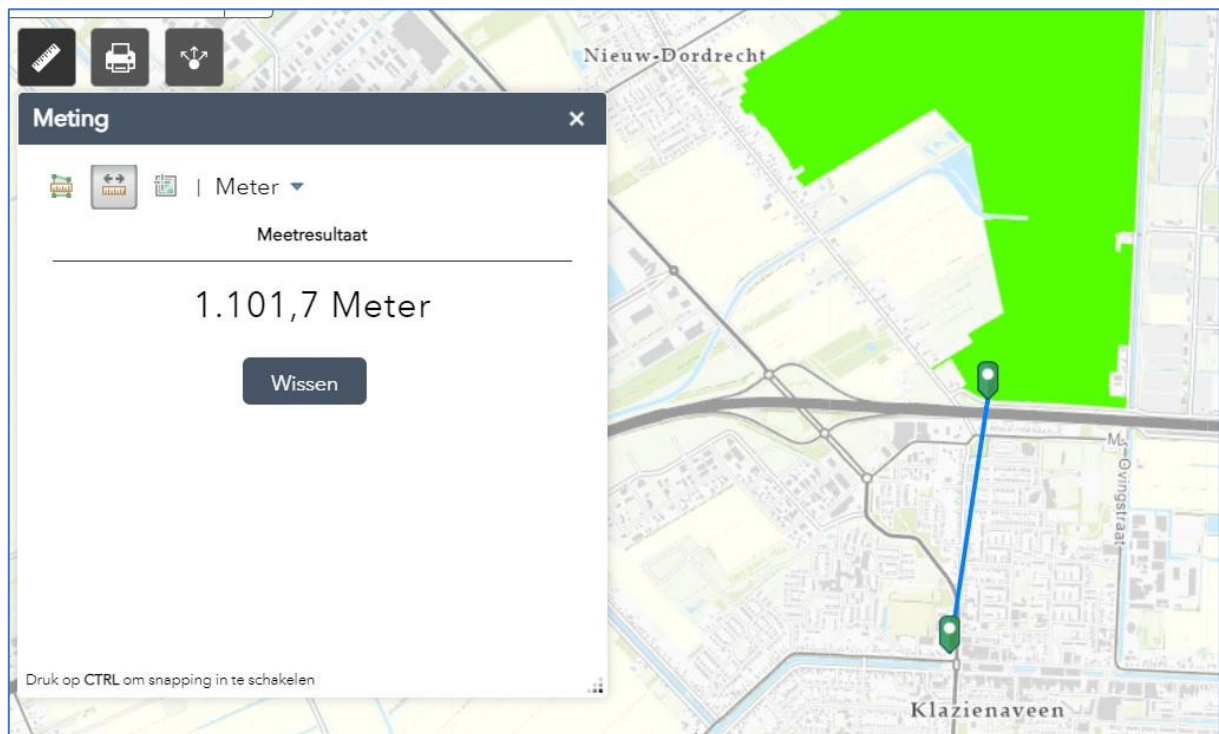 Nieuw-Dordrecht
Meting
| Meter
Meetresultaat
1.101,7 Meter
Wissen
Druk op CTRL om snapping in te schakelen
M. Ovingstraat
Klazienaveen